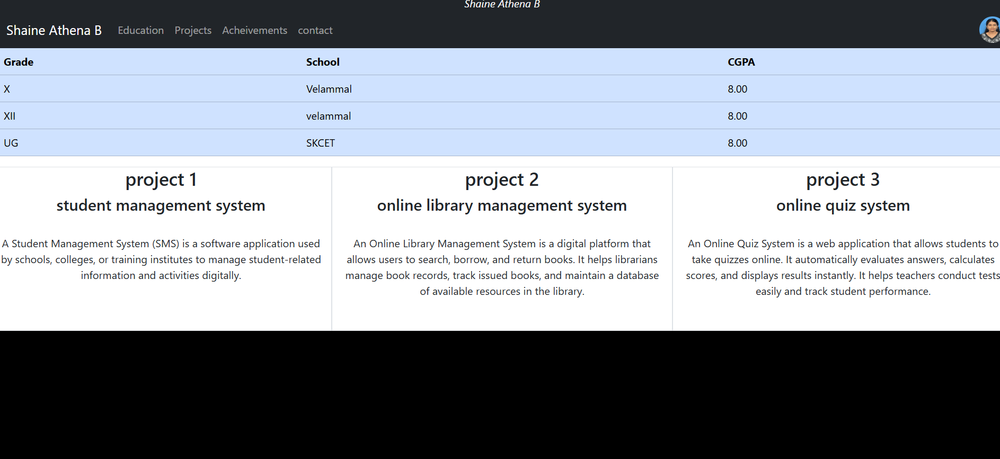 Shaine Athena B
Shaine Athena B Education Projects Acheivements contact
Grade School CGPA
X Velammal 8.00
XII velammal 8.00
UG SKCET 8.00
project 1
student management system
A Student Management System (SMS) is a software application used
by schools, colleges, or training institutes to manage student-related
information and activities digitally.
project 2
online library management system
An Online Library Management System is a digital platform that
allows users to search, borrow, and return books. It helps librarians
manage book records, track issued books, and maintain a database
of available resources in the library.
project 3
online quiz system
An Online Quiz System is a web application that allows students to
take quizzes online. It automatically evaluates answers, calculates
scores, and displays results instantly. It helps teachers conduct tests
easily and track student performance.